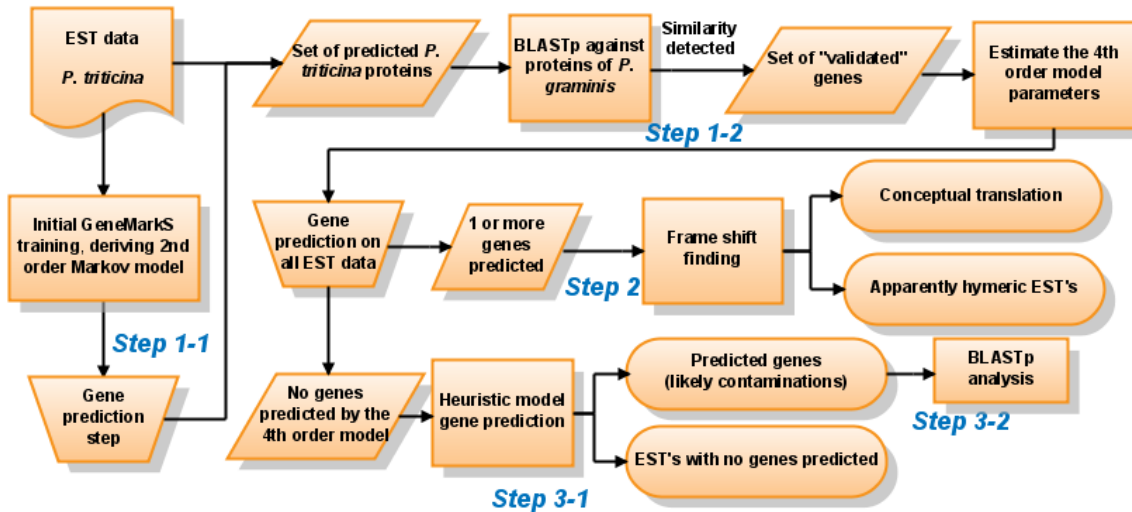 EST data
P. triticina
Set of predicted P.
triticina proteins
BLASTp against
proteins of P.
graminis
Similarity
detected
Set of "validated"
genes
Estimate the 4th
order model
parameters
Step 1-2
Initial GeneMarkS
training, deriving 2nd
order Markov model
Step 1-1
Gene
prediction
step
Gene
prediction on
all EST data
1 or more
genes
predicted
Step 2
Frame shift
finding
Conceptual translation
Apparently hymeric EST's
No genes
predicted by the
4th order model
Heuristic model
gene prediction
Step 3-1
Predicted genes
(likely contaminations)
EST's with no genes predicted
BLASTp
analysis
Step 3-2